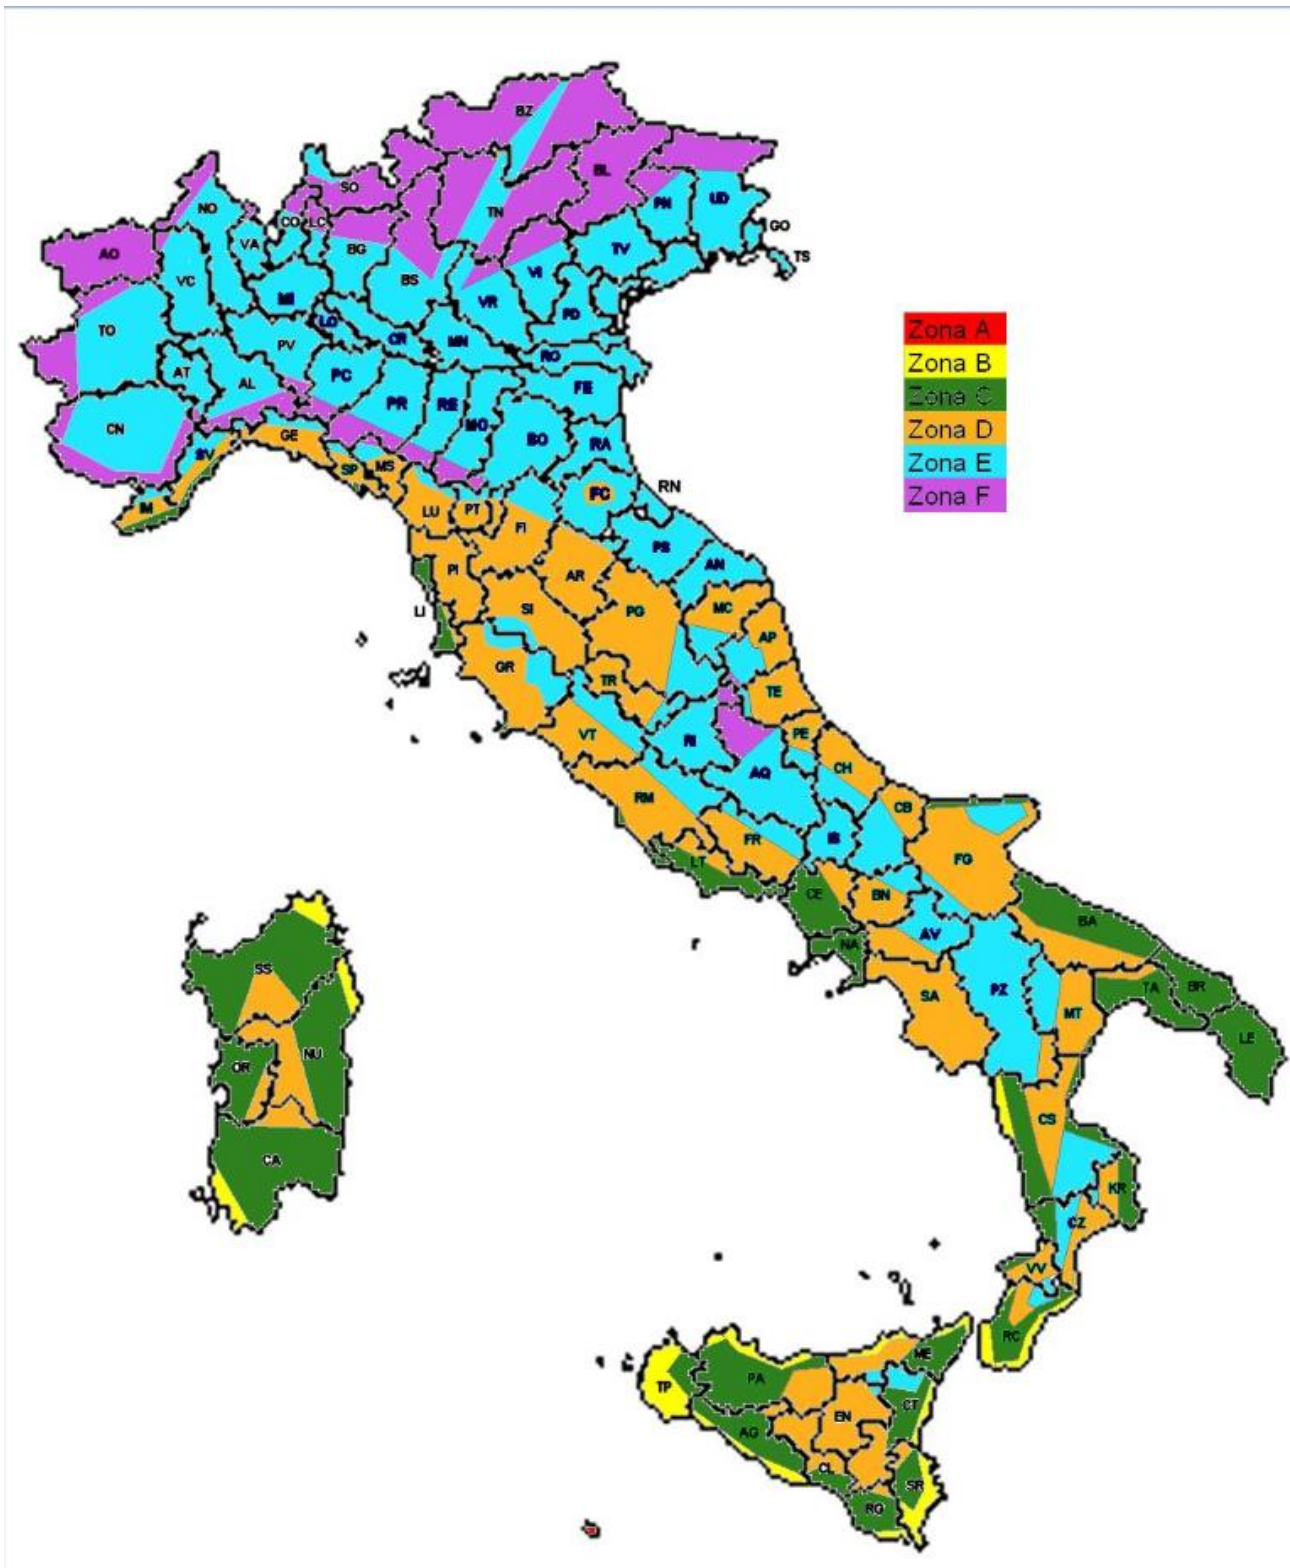 BZ
BL
SO
NO
CO
LC
TN
PN
UD
GO
TS
AO
VA
BG
TV
VC
BS
VI
MI
VR
PD
TO
LO
CR
MN
RO
PV
AT
AL
PC
PR
RE
MO
FE
CN
GE
BO
RA
SV
SP
MS
FC
RN
IM
LU
PT
FI
PS
AN
PI
AR
LI
SI
PG
MC
AP
GR
TR
TE
VT
RI
PE
AQ
CH
RM
CB
FR
IS
FG
LT
CE
BN
BA
NA
AV
SS
SA
PZ
MT
TA
BR
LE
OR
NU
CS
CA
KR
CZ
VV
RC
ME
TP
PA
EN
CT
AG
CL
SR
RG
Zona A
Zona B
Zona C
Zona D
Zona E
Zona F